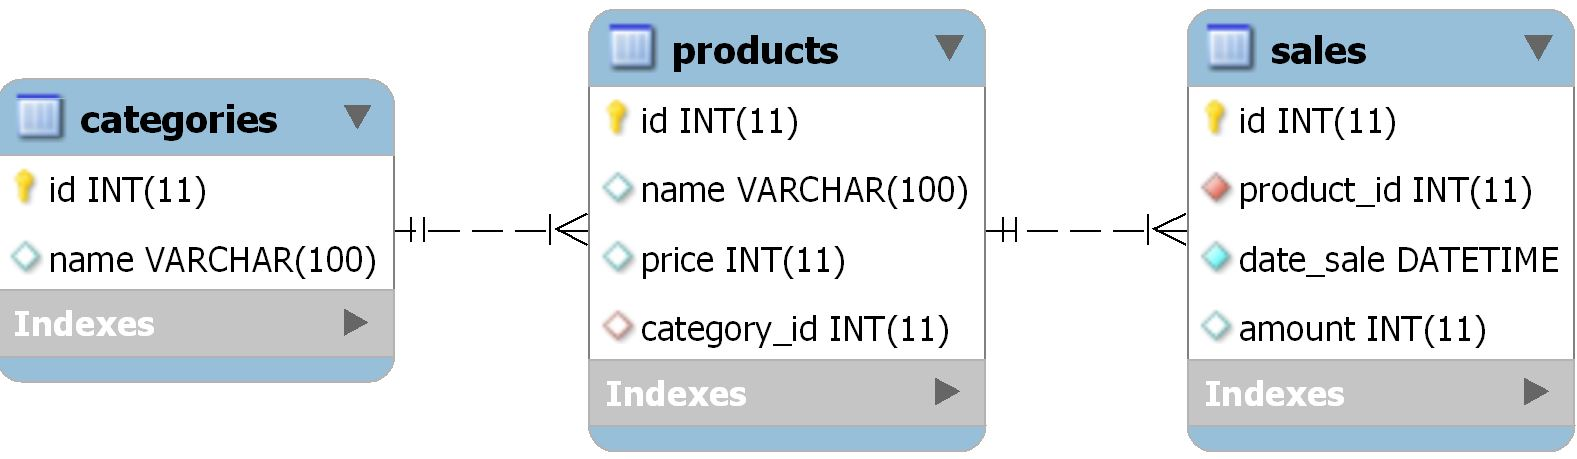 categories
id INT(11)
name VARCHAR(100)
Indexes
products
id INT(11)
name VARCHAR(100)
price INT(11)
category_id INT(11)
Indexes
sales
id INT(11)
product_id INT(11)
date_sale DATETIME
amount INT(11)
Indexes